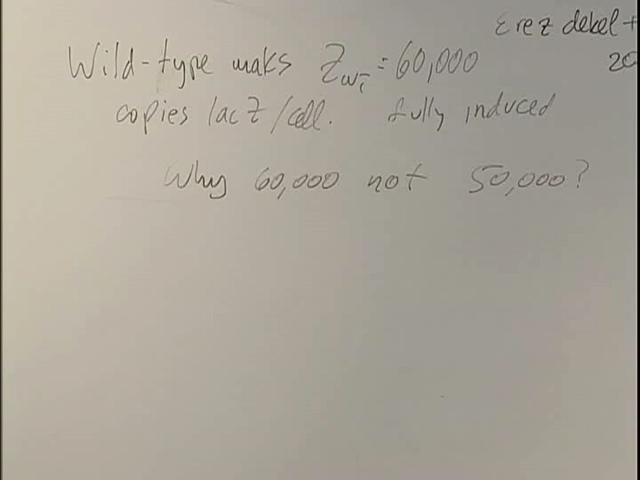 Erez dekel +
20
Wild-type maks Z_WT = 60,000
copies lacZ/cell. fully induced
Why 60,000 not 50,000?